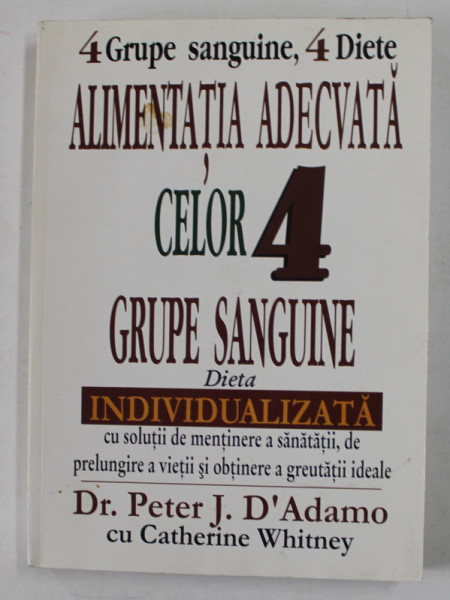 4 Grupe sanguine, 4 Diete
ALIMENTAȚIA ADECVATĂ
CELOR 4
GRUPE SANGUINE
Dieta
INDIVIDUALIZATĂ
cu soluții de menținere a sănătății, de
prelungire a vieții și obținere a greutății ideale
Dr. Peter J. D'Adamo
cu Catherine Whitney